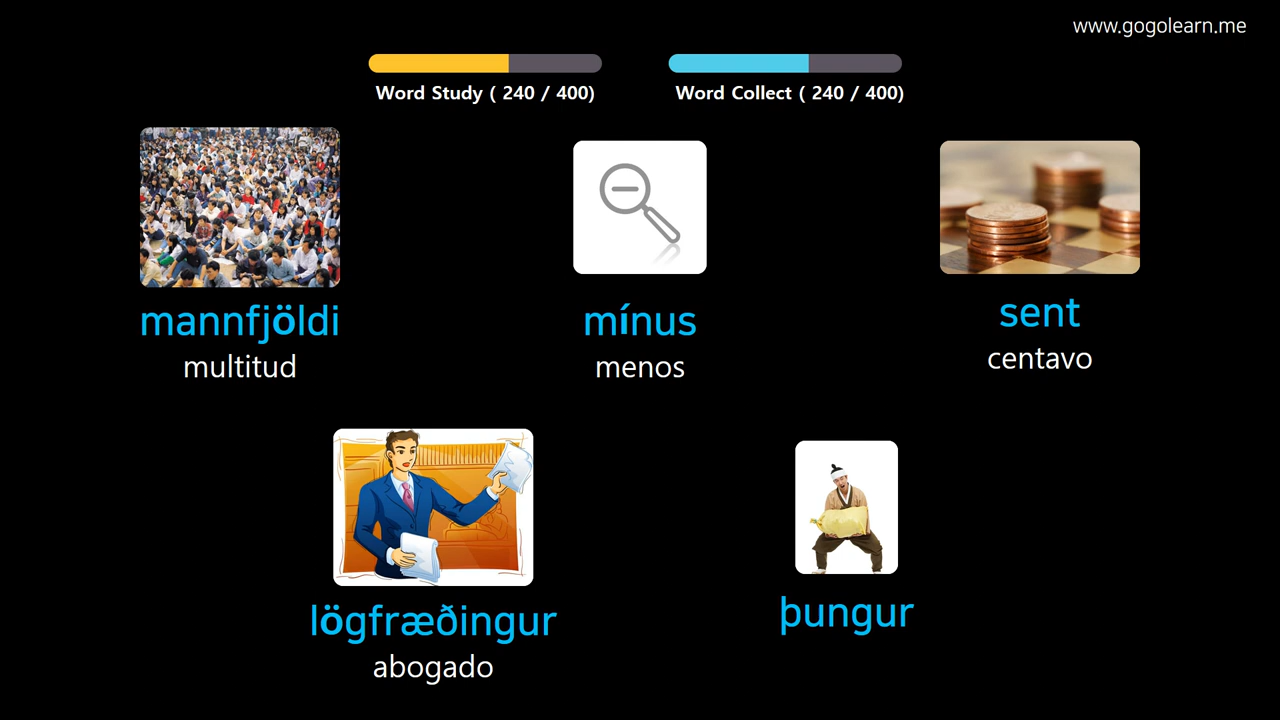 www.gogolearn.me
Word Study ( 240 / 400)
Word Collect ( 240 / 400)
mannfjöldi
multitud
mínus
menos
sent
centavo
lögfræðingur
abogado
þungur